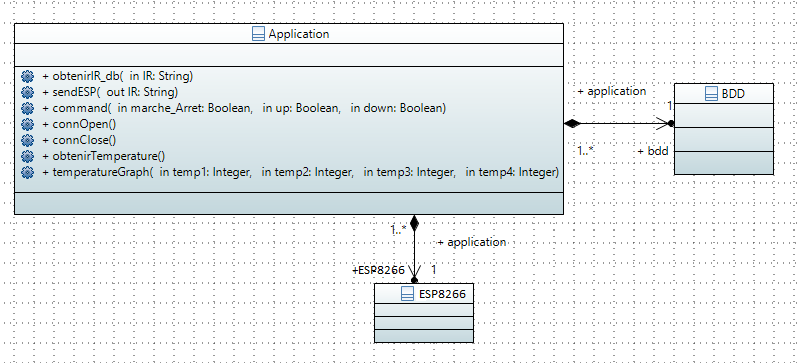 Application
+ obtenirIR_db( in IR: String)
+ sendESP( out IR: String)
+ command( in marche_Arret: Boolean, in up: Boolean, in down: Boolean)
+ connOpen()
+ connClose()
+ obtenirTemperature()
+ temperatureGraph( in temp1: Integer, in temp2: Integer, in temp3: Integer, in temp4: Integer)
+ application
1
BDD
1..*
+ bdd
1..*
+ application
+ESP8266
1
ESP8266